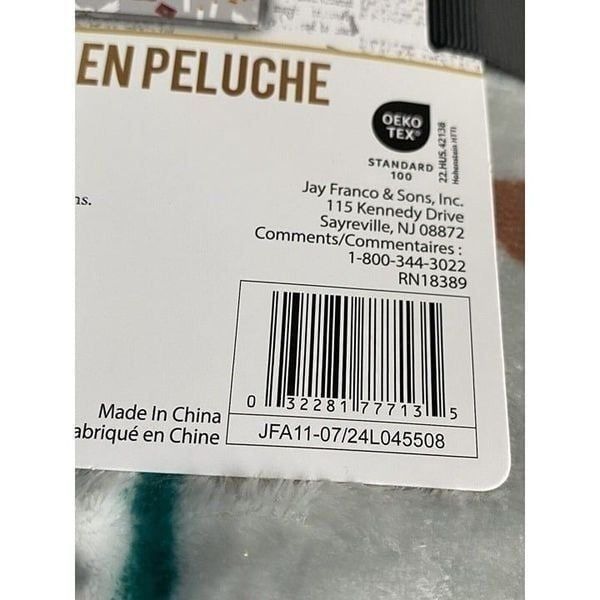 EN PELUCHE
OEKO
TEX®
STANDARD
100
22.HUS.42138
Hohenstein HTTI
ns.
Jay Franco & Sons, Inc.
115 Kennedy Drive
Sayreville, NJ 08872
Comments/Commentaires :
1-800-344-3022
RN18389
0 32281 77713 5
JFA11-07/24L045508
Made In China
abriqué en Chine